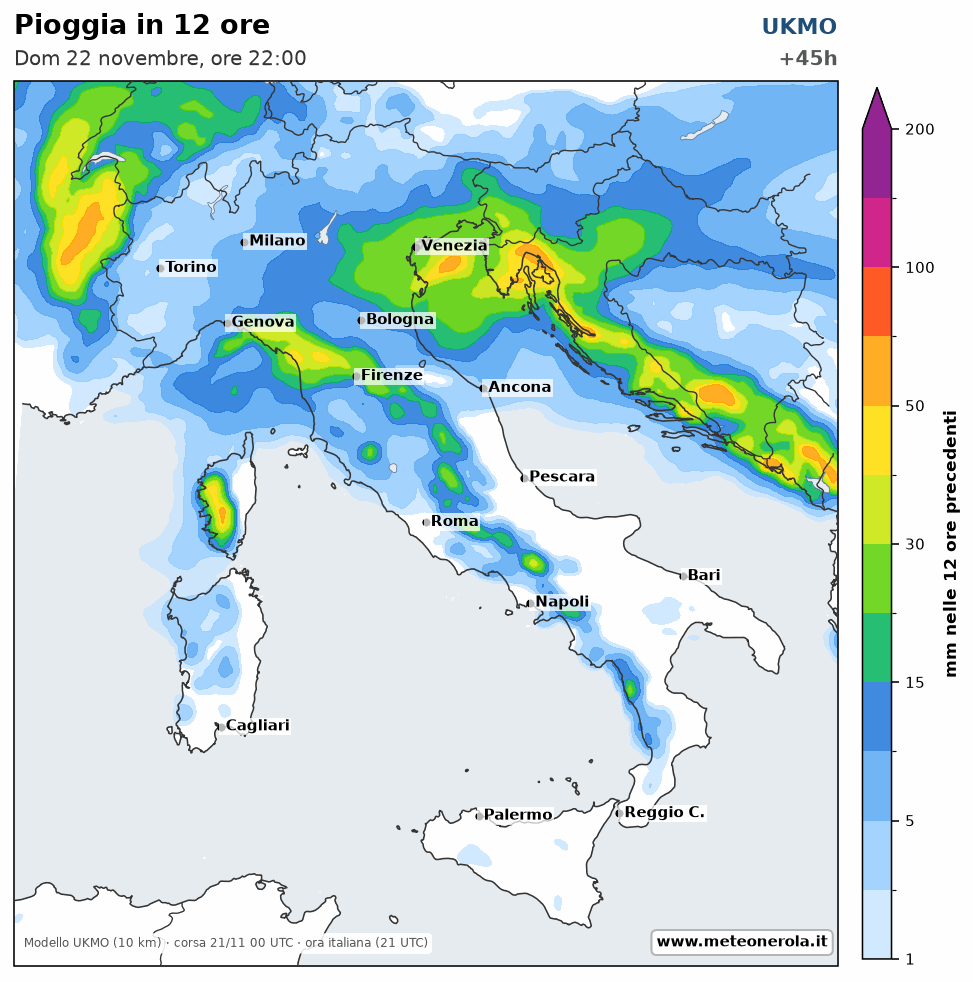 Pioggia in 12 ore
UKMO
Dom 22 novembre, ore 22:00
+45h
200
100
50
30
15
5
1
mm nelle 12 ore precedenti
Venezia
Milano
Torino
Genova
Bologna
Firenze
Ancona
Pescara
Roma
Bari
Napoli
Cagliari
Palermo
Reggio C.
Modello UKMO (10 km) · corsa 21/11 00 UTC · ora italiana (21 UTC)
www.meteonerola.it